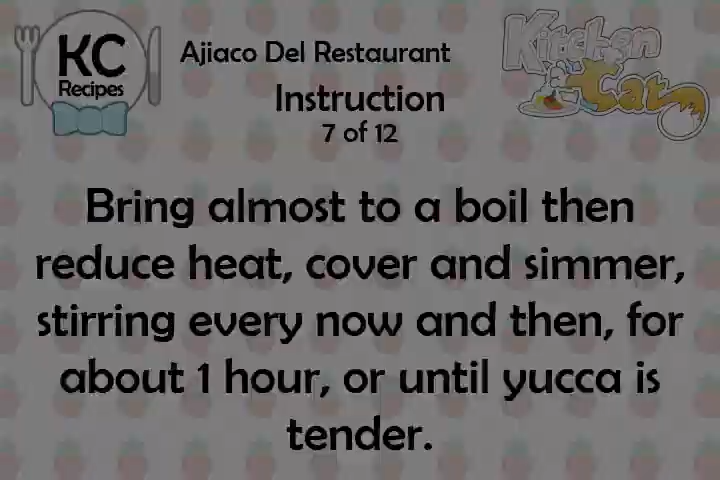 KC
Recipes
Ajiaco Del Restaurant
Instruction
7 of 12
Kitchen
Cat
Bring almost to a boil then
reduce heat, cover and simmer,
stirring every now and then, for
about 1 hour, or until yucca is
tender.